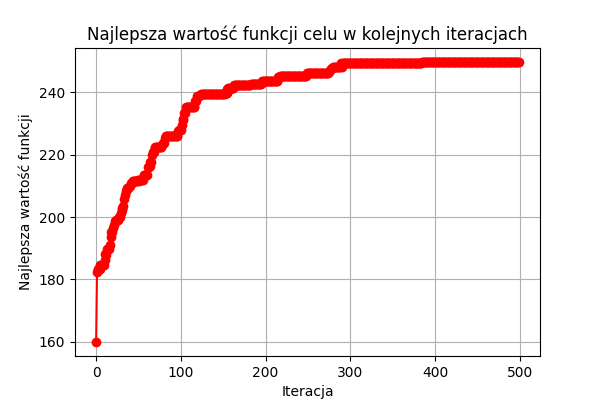 Najlepsza wartość funkcji celu w kolejnych iteracjach
Najlepsza wartość funkcji
240
220
200
180
160
0 100 200 300 400 500
Iteracja